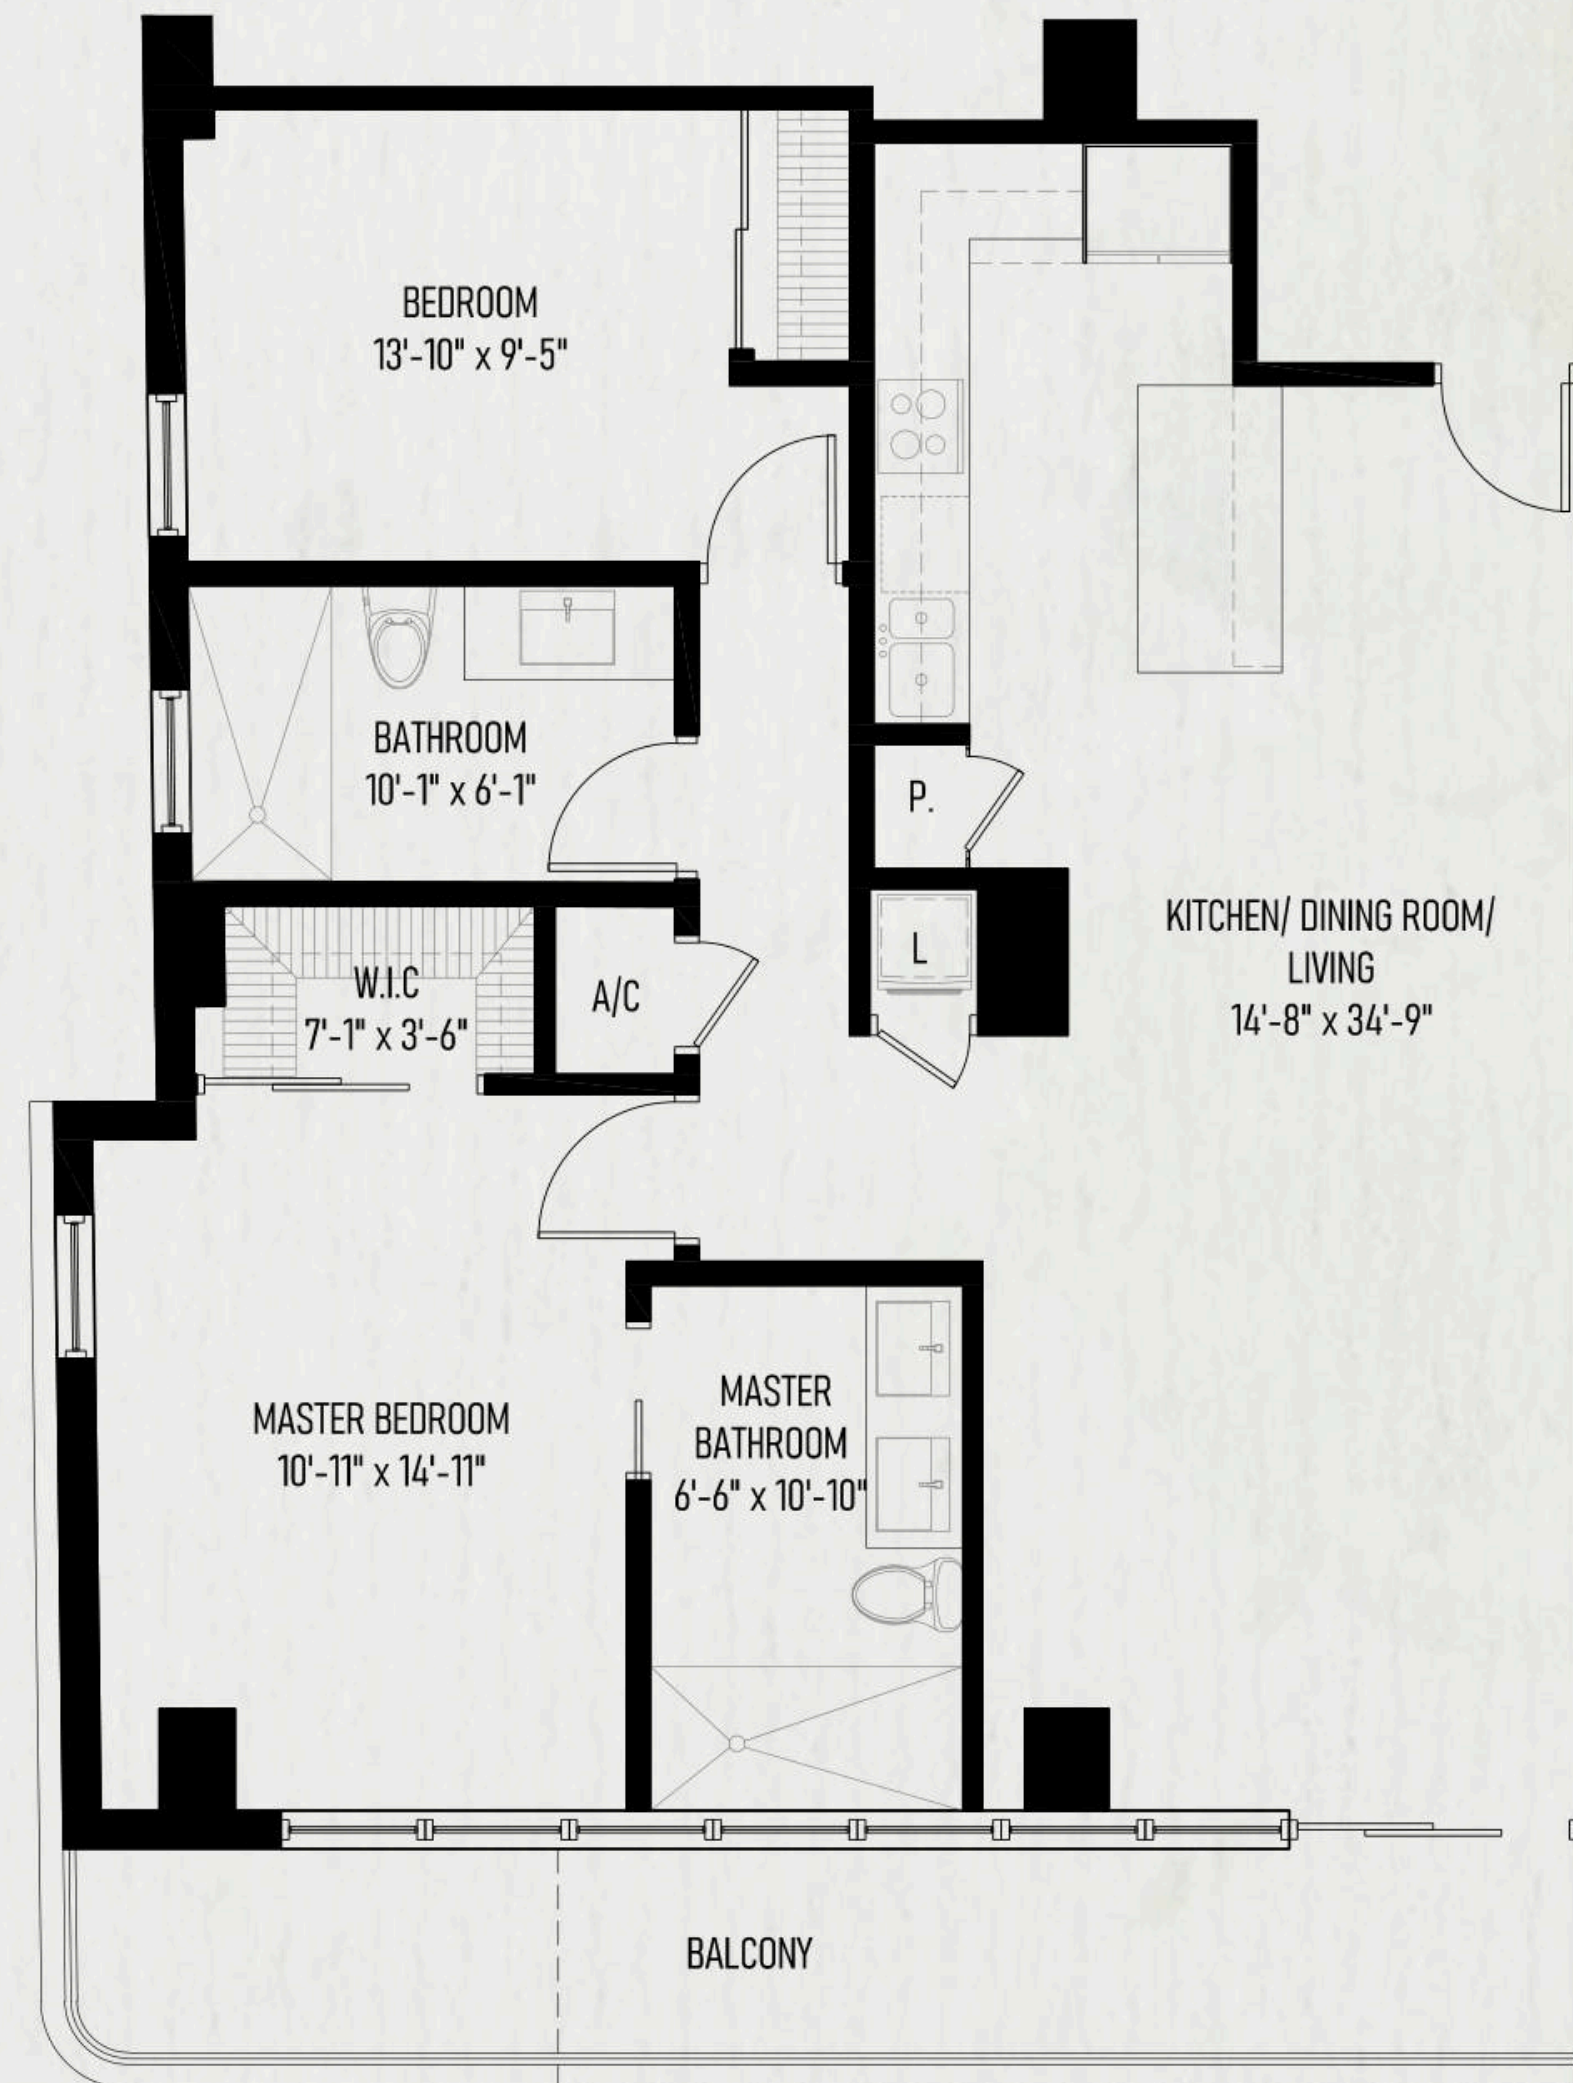 BEDROOM
13'-10" x 9'-5"
BATHROOM
10'-1" x 6'-1"
P.
L
W.I.C
7'-1" x 3'-6"
A/C
KITCHEN/ DINING ROOM/
LIVING
14'-8" x 34'-9"
MASTER BEDROOM
10'-11" x 14'-11"
MASTER
BATHROOM
6'-6" x 10'-10"
BALCONY